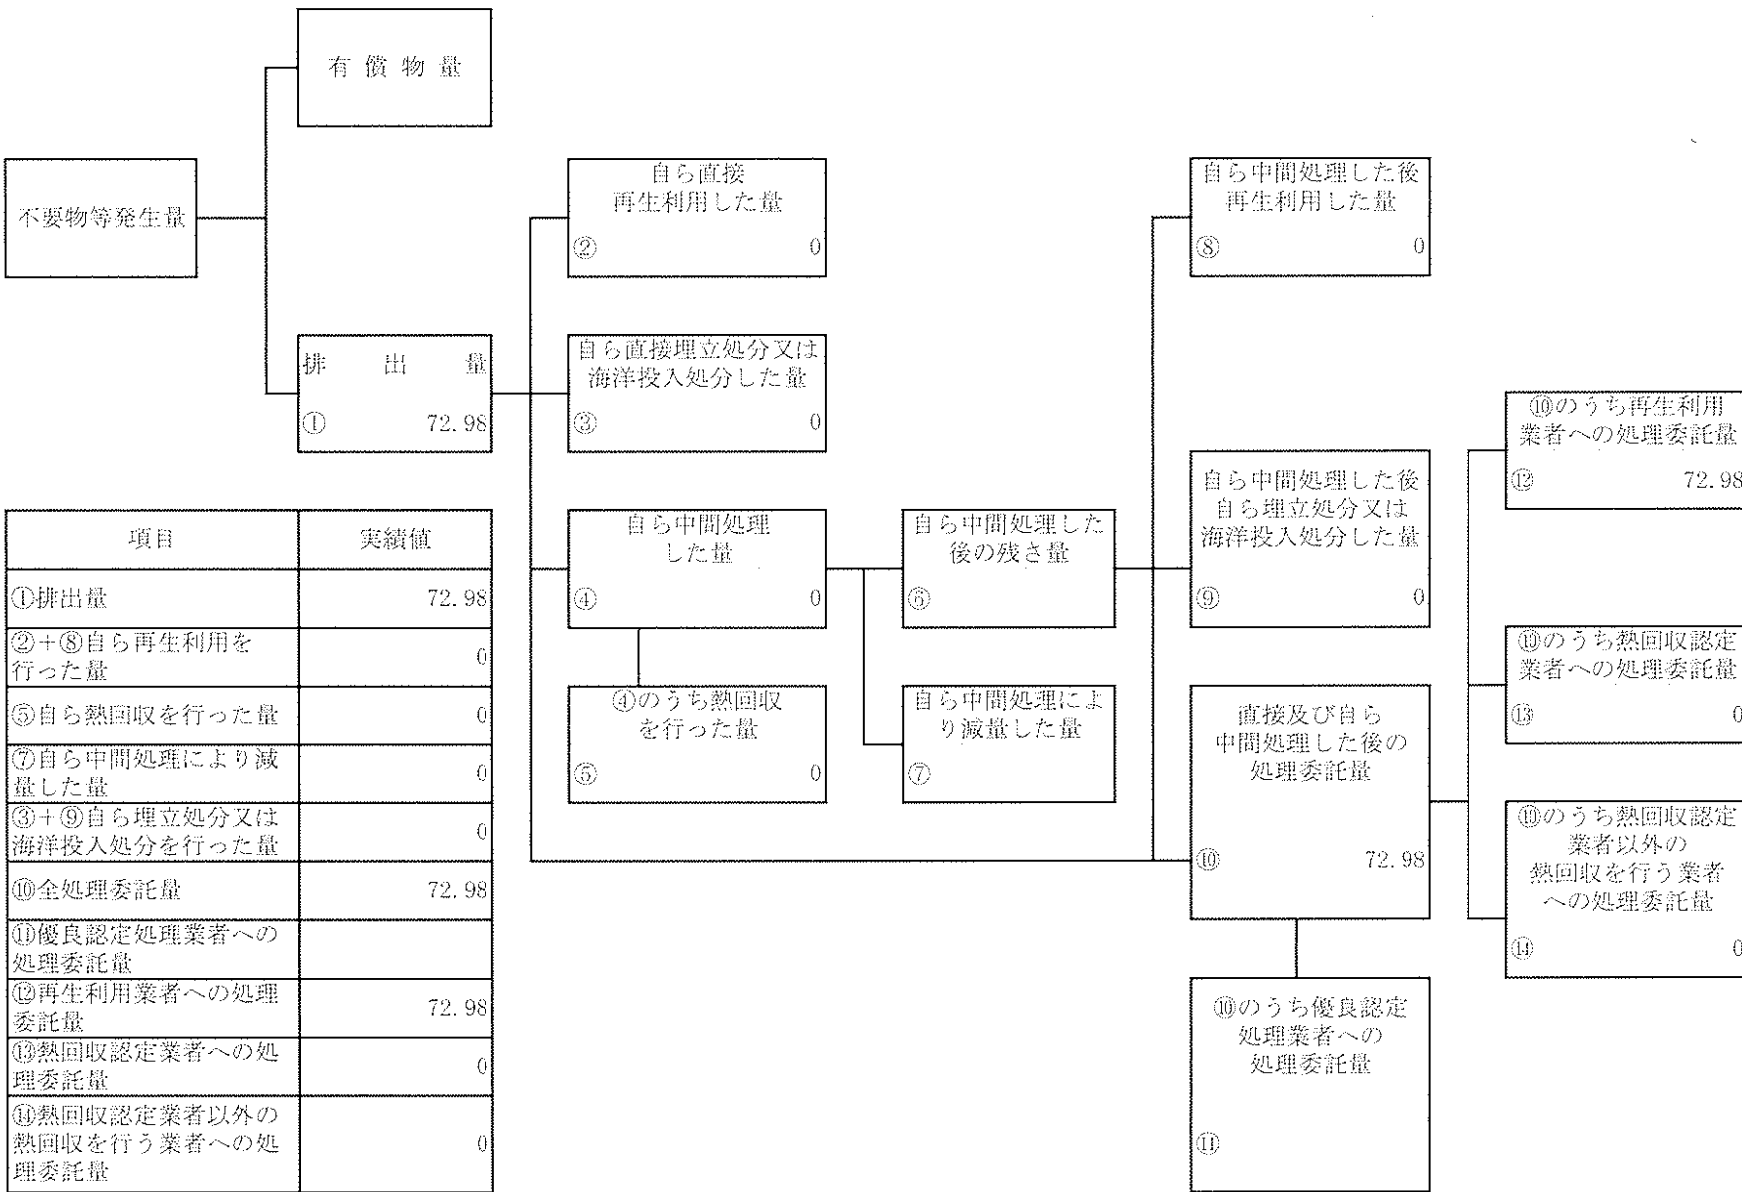 有償物量
不要物等発生量
排出量
① 72.98
自ら直接
再生利用した量
② 0
自ら直接埋立処分又は
海洋投入処分した量
③ 0
自ら中間処理
した量
④ 0
④のうち熱回収
を行った量
⑤ 0
自ら中間処理した
後の残さ量
⑥
自ら中間処理によ
り減量した量
⑦
自ら中間処理した後
再生利用した量
⑧ 0
自ら中間処理した後
自ら埋立処分又は
海洋投入処分した量
⑨ 0
直接及び自ら
中間処理した後の
処理委託量
⑩ 72.98
⑩のうち優良認定
処理業者への
処理委託量
⑪
⑩のうち再生利用
業者への処理委託量
⑫ 72.98
⑩のうち熱回収認定
業者への処理委託量
⑬ 0
⑩のうち熱回収認定
業者以外の
熱回収を行う業者
への処理委託量
⑭ 0
項目 実績値
①排出量 72.98
②+⑧自ら再生利用を
行った量 0
⑤自ら熱回収を行った量 0
⑦自ら中間処理により減
量した量 0
③+⑨自ら埋立処分又は
海洋投入処分を行った量 0
⑩全処理委託量 72.98
⑪優良認定処理業者への
処理委託量
⑫再生利用業者への処理
委託量 72.98
⑬熱回収認定業者への処
理委託量 0
⑭熱回収認定業者以外の
熱回収を行う業者への処
理委託量 0